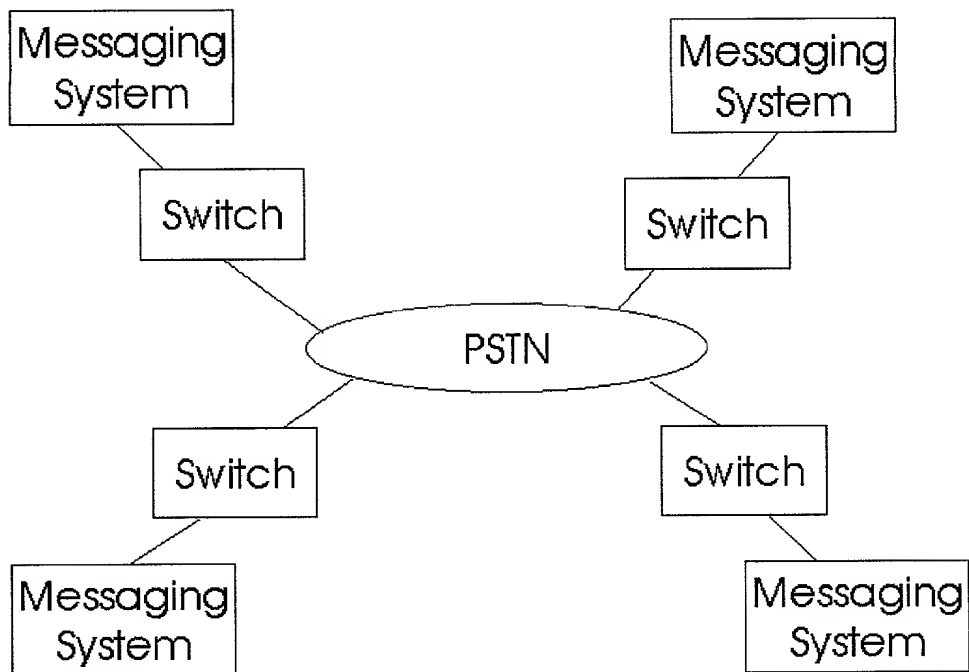 Messaging
System
Messaging
System
Switch
Switch
PSTN
Switch
Switch
Messaging
System
Messaging
System